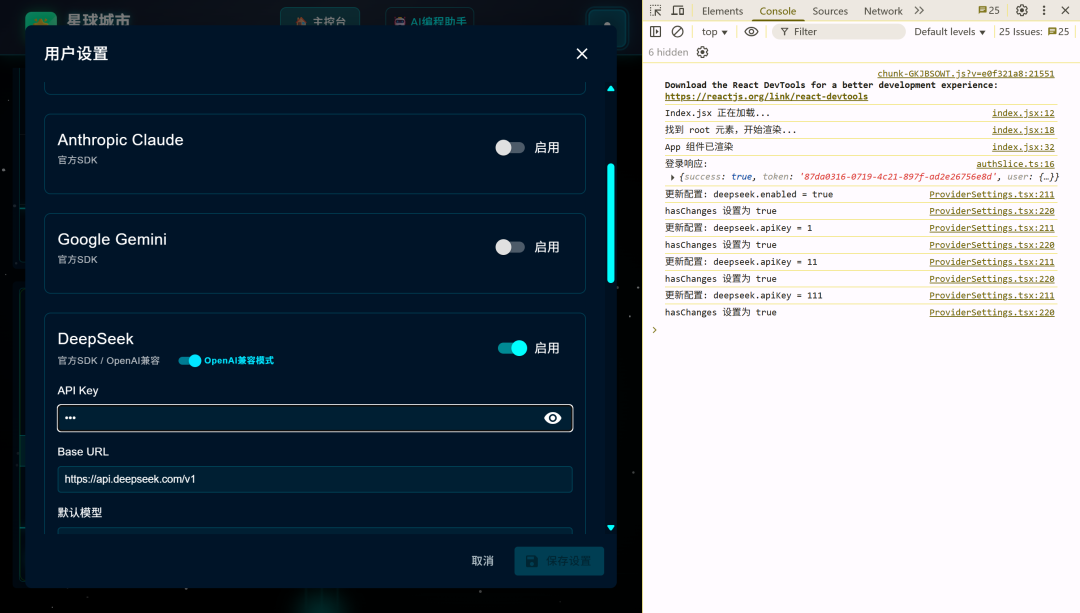 星球城市
主控台
AI编程助手
用户设置
Anthropic Claude
官方SDK
启用
Google Gemini
官方SDK
启用
DeepSeek
官方SDK / OpenAI兼容
OpenAI兼容模式
启用
API Key
•••
Base URL
https://api.deepseek.com/v1
默认模型
取消
保存设置
Elements
Console
Sources
Network
25
top
Filter
Default levels
25 Issues:
25
6 hidden
chunk-GKJBSOWT.js?v=e0f321a8:21551
Download the React DevTools for a better development experience:
https://reactjs.org/link/react-devtools
Index.jsx 正在加载... index.jsx:12
找到 root 元素，开始渲染... index.jsx:18
App 组件已渲染 index.jsx:32
登录响应: authSlice.ts:16
{success: true, token: '87da0316-0719-4c21-897f-ad2e26756e8d', user: {…}}
更新配置: deepseek.enabled = true ProviderSettings.tsx:211
hasChanges 设置为 true ProviderSettings.tsx:220
更新配置: deepseek.apiKey = 1 ProviderSettings.tsx:211
hasChanges 设置为 true ProviderSettings.tsx:220
更新配置: deepseek.apiKey = 11 ProviderSettings.tsx:211
hasChanges 设置为 true ProviderSettings.tsx:220
更新配置: deepseek.apiKey = 111 ProviderSettings.tsx:211
hasChanges 设置为 true ProviderSettings.tsx:220